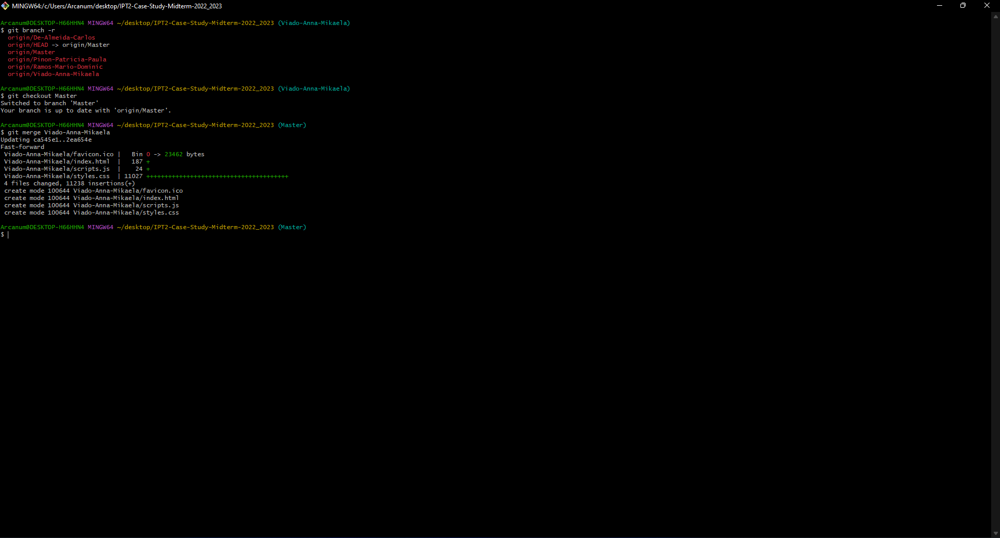 MINGW64:/c/Users/Arcanum/desktop/IPT2-Case-Study-Midterm-2022_2023
Arcanum@DESKTOP-H66HHN4 MINGW64 ~/desktop/IPT2-Case-Study-Midterm-2022_2023 (Viado-Anna-Mikaela)
$ git branch -r
origin/De-Almeida-Carlos
origin/HEAD -> origin/Master
origin/Master
origin/Pinon-Patricia-Paula
origin/Ramos-Mario-Dominic
origin/Viado-Anna-Mikaela
Arcanum@DESKTOP-H66HHN4 MINGW64 ~/desktop/IPT2-Case-Study-Midterm-2022_2023 (Viado-Anna-Mikaela)
$ git checkout Master
Switched to branch 'Master'
Your branch is up to date with 'origin/Master'.
Arcanum@DESKTOP-H66HHN4 MINGW64 ~/desktop/IPT2-Case-Study-Midterm-2022_2023 (Master)
$ git merge Viado-Anna-Mikaela
Updating ca545e1..2ea654e
Fast-forward
Viado-Anna-Mikaela/favicon.ico |   Bin 0 -> 23462 bytes
Viado-Anna-Mikaela/index.html  |   187 +
Viado-Anna-Mikaela/scripts.js  |    24 +
Viado-Anna-Mikaela/styles.css  | 11027 +++++++++++++++++++++++++++++++++++++++
4 files changed, 11238 insertions(+)
create mode 100644 Viado-Anna-Mikaela/favicon.ico
create mode 100644 Viado-Anna-Mikaela/index.html
create mode 100644 Viado-Anna-Mikaela/scripts.js
create mode 100644 Viado-Anna-Mikaela/styles.css
Arcanum@DESKTOP-H66HHN4 MINGW64 ~/desktop/IPT2-Case-Study-Midterm-2022_2023 (Master)
$